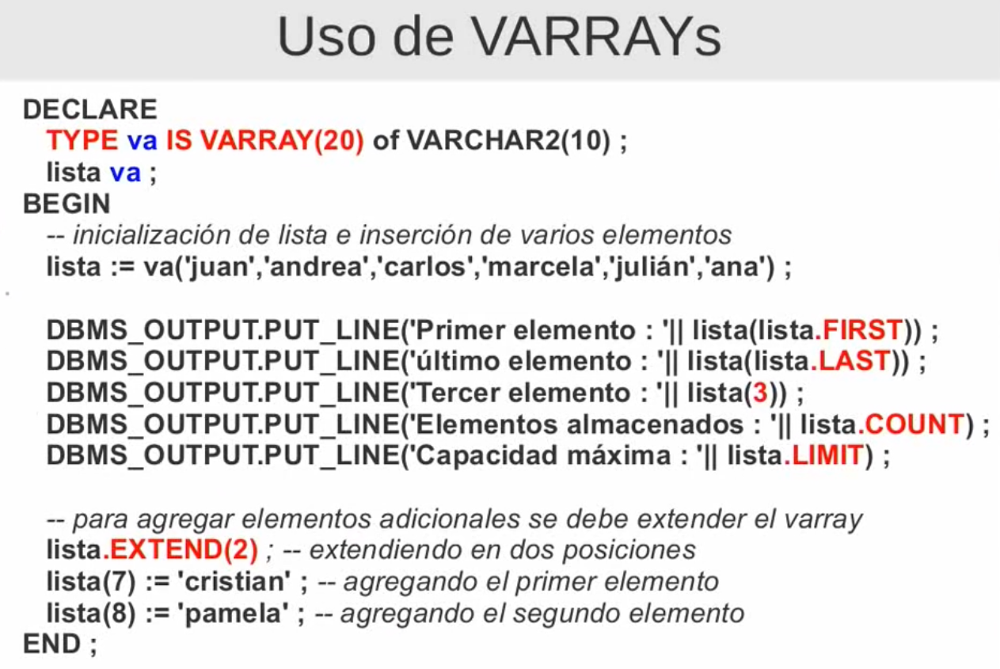 Uso de VARRAYs
DECLARE
TYPE va IS VARRAY(20) of VARCHAR2(10) ;
lista va ;
BEGIN
-- inicialización de lista e inserción de varios elementos
lista := va('juan','andrea','carlos','marcela','julián','ana') ;
DBMS_OUTPUT.PUT_LINE('Primer elemento : '|| lista(lista.FIRST)) ;
DBMS_OUTPUT.PUT_LINE('último elemento : '|| lista(lista.LAST)) ;
DBMS_OUTPUT.PUT_LINE('Tercer elemento : '|| lista(3)) ;
DBMS_OUTPUT.PUT_LINE('Elementos almacenados : '|| lista.COUNT) ;
DBMS_OUTPUT.PUT_LINE('Capacidad máxima : '|| lista.LIMIT) ;
-- para agregar elementos adicionales se debe extender el varray
lista.EXTEND(2) ; -- extendiendo en dos posiciones
lista(7) := 'cristian' ; -- agregando el primer elemento
lista(8) := 'pamela' ; -- agregando el segundo elemento
END ;